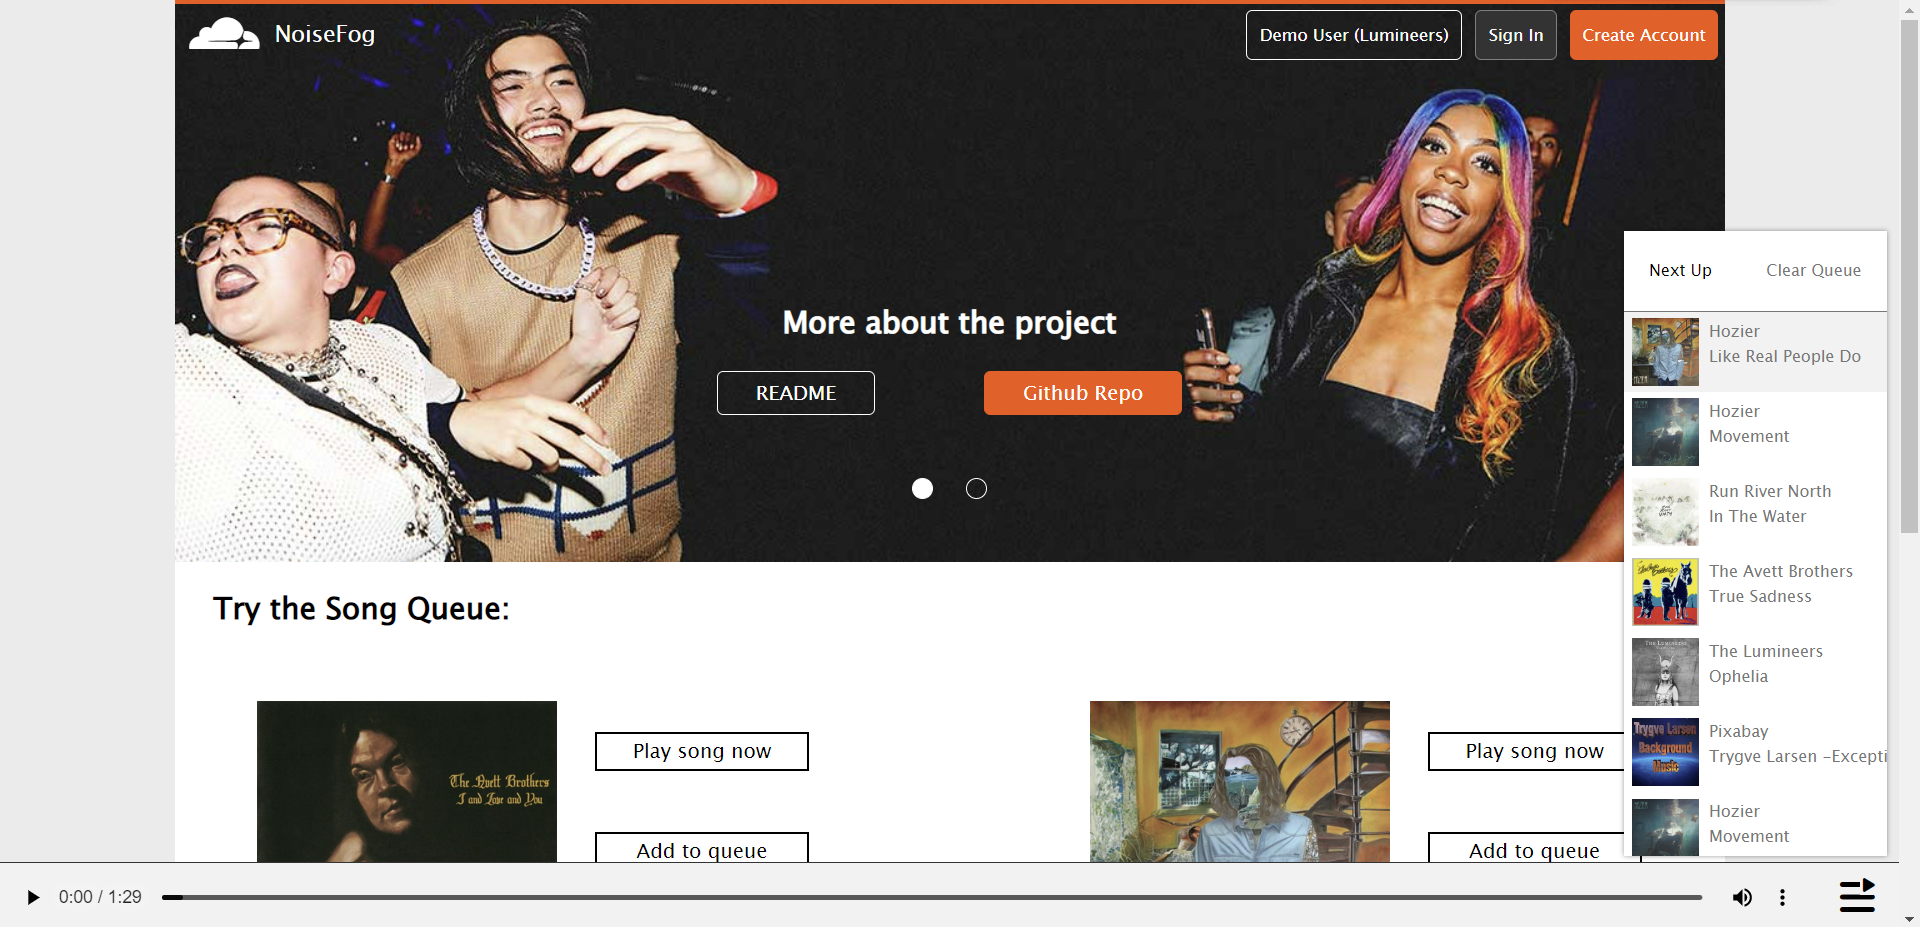 NoiseFog
Demo User (Lumineers)
Sign In
Create Account
More about the project
README
Github Repo
Next Up
Clear Queue
Hozier
Like Real People Do
Hozier
Movement
Run River North
In The Water
The Avett Brothers
True Sadness
The Lumineers
Ophelia
Trygve Larsen
Background
Music
Pixabay
Trygve Larsen -Excepti
Hozier
Movement
Try the Song Queue:
The Avett Brothers
I and Love and You
Play song now
Add to queue
Play song now
Add to queue
0:00 / 1:29